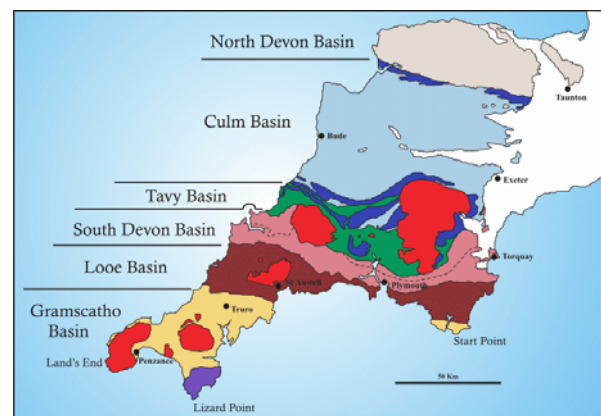 North Devon Basin
Taunton
Culm Basin
Bude
Exeter
Tavy Basin
South Devon Basin
Torquay
Looe Basin
St Austell
Plymouth
Gramscatho
Basin
Truro
Start Point
Land's End
Penzance
50 Km
Lizard Point